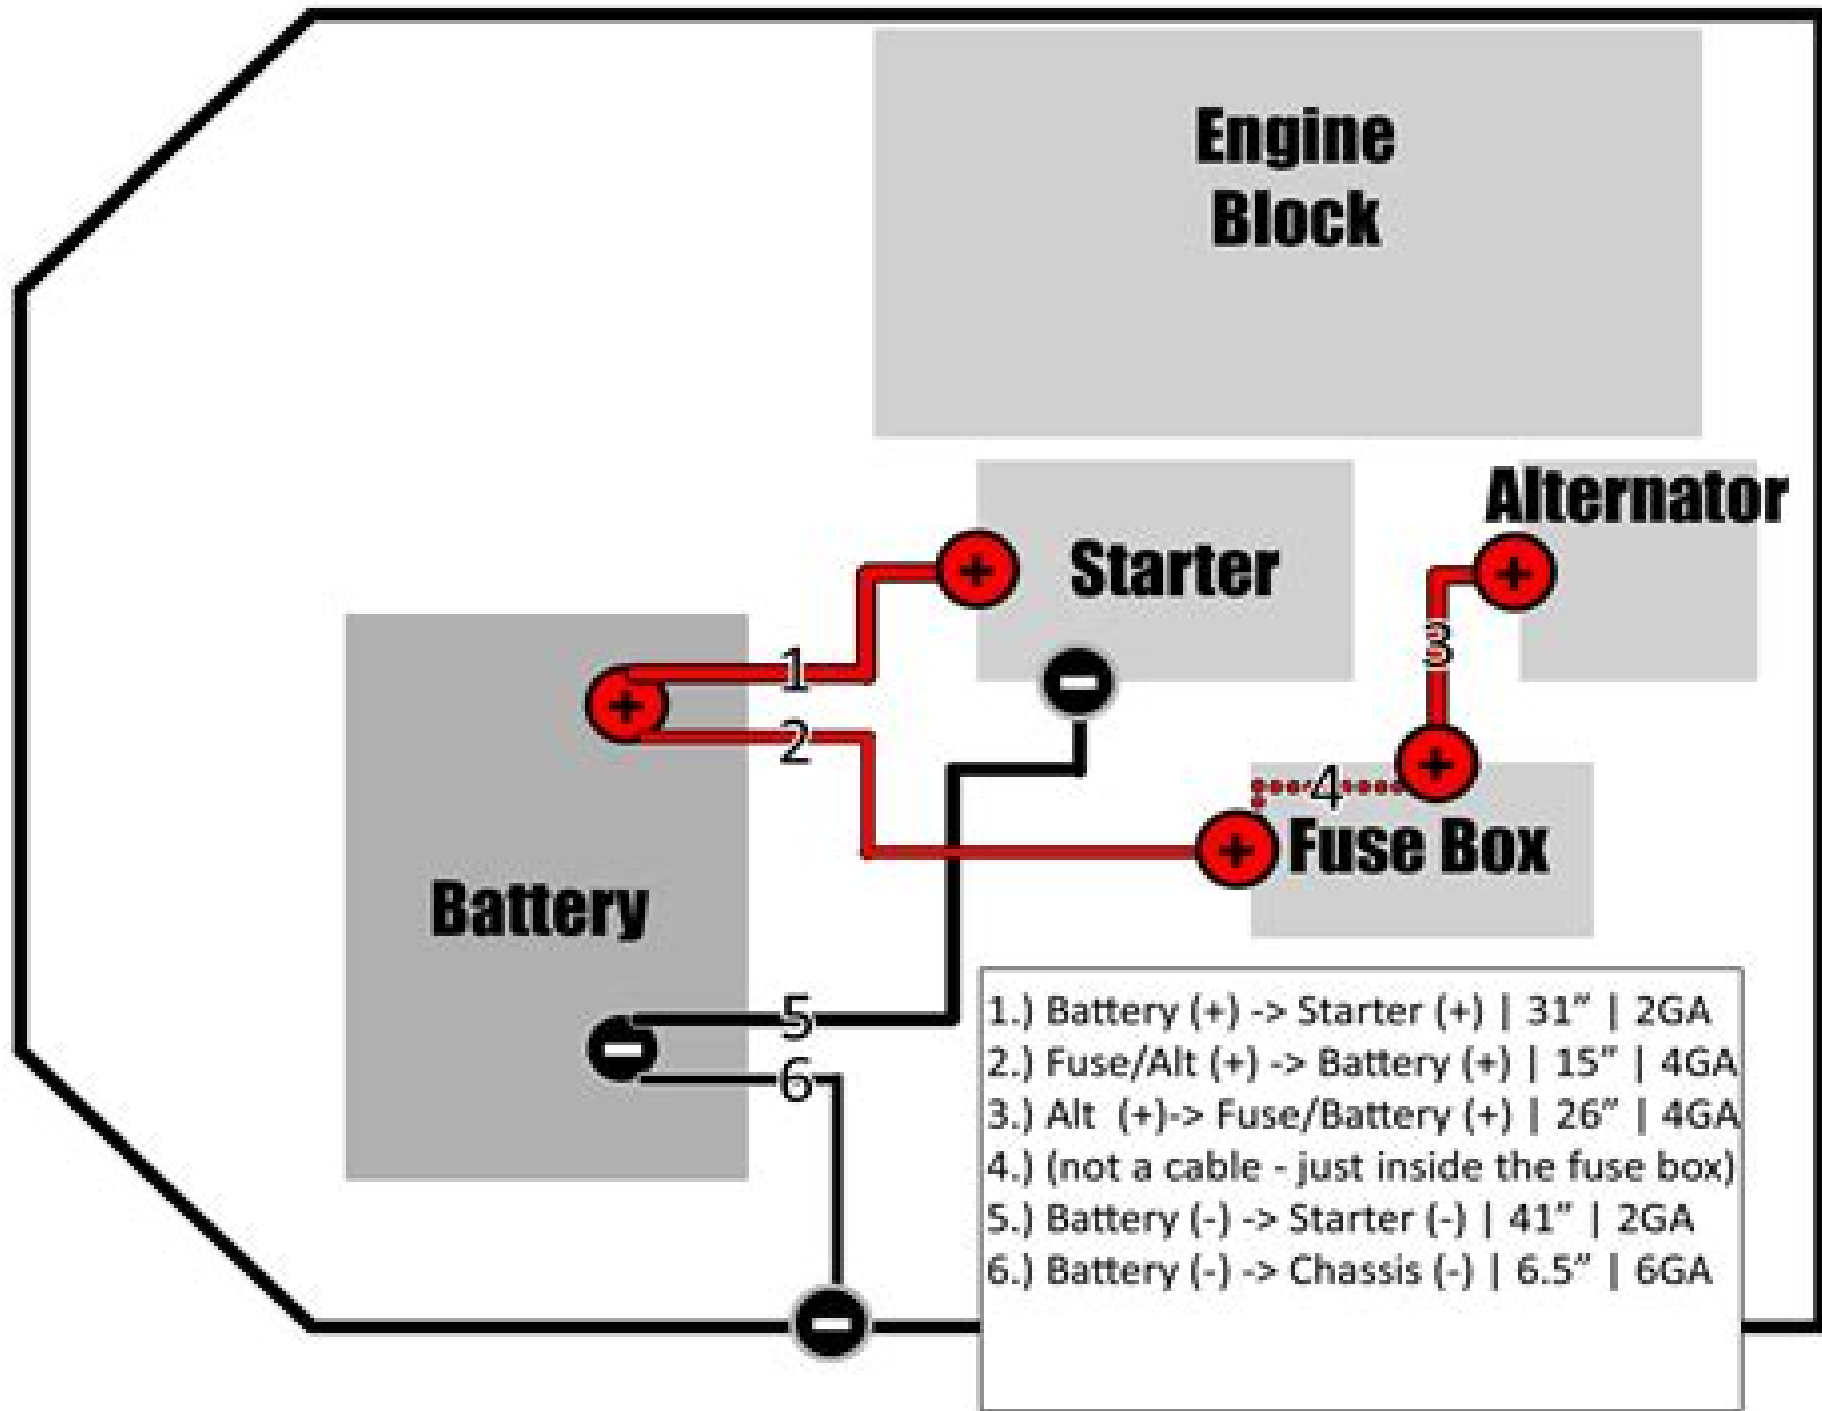 Engine
Block
Alternator
Starter
+
+
3
1
+
2
+
4
+
Fuse Box
Battery
5
6
1.) Battery (+) -> Starter (+) | 31” | 2GA
2.) Fuse/Alt (+) -> Battery (+) | 15” | 4GA
3.) Alt  (+)-> Fuse/Battery (+) | 26” | 4GA
4.) (not a cable - just inside the fuse box)
5.) Battery (-) -> Starter (-) | 41” | 2GA
6.) Battery (-) -> Chassis (-) | 6.5” | 6GA